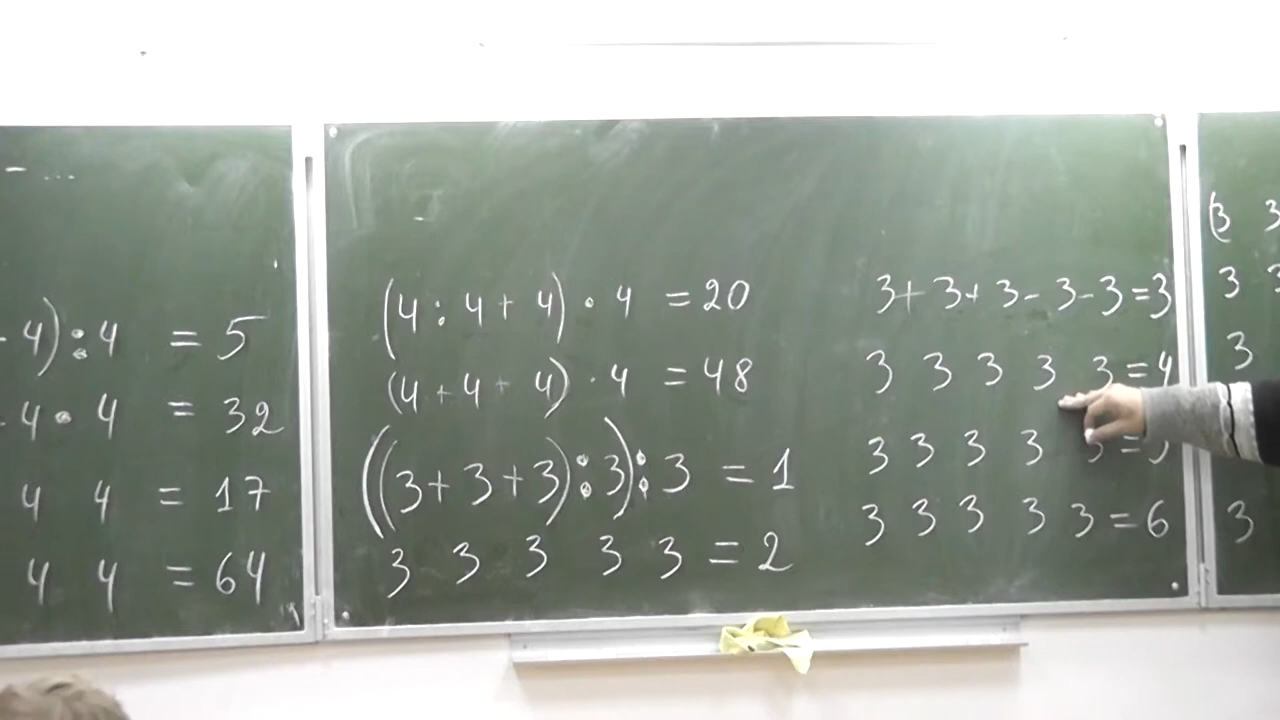 - ...
4) : 4 = 5
4 • 4 = 32
4 4 = 17
4 4 = 64
(4 : 4 + 4) • 4 = 20
(4 + 4 + 4) · 4 = 48
((3 + 3 + 3) : 3) : 3 = 1
3 3 3 3 3 = 2
3 + 3 + 3 - 3 - 3 = 3
3 3 3 3 3 = 4
3 3 3 3 3 =
3 3 3 3 3 = 6
(3 3
3 3
3
3